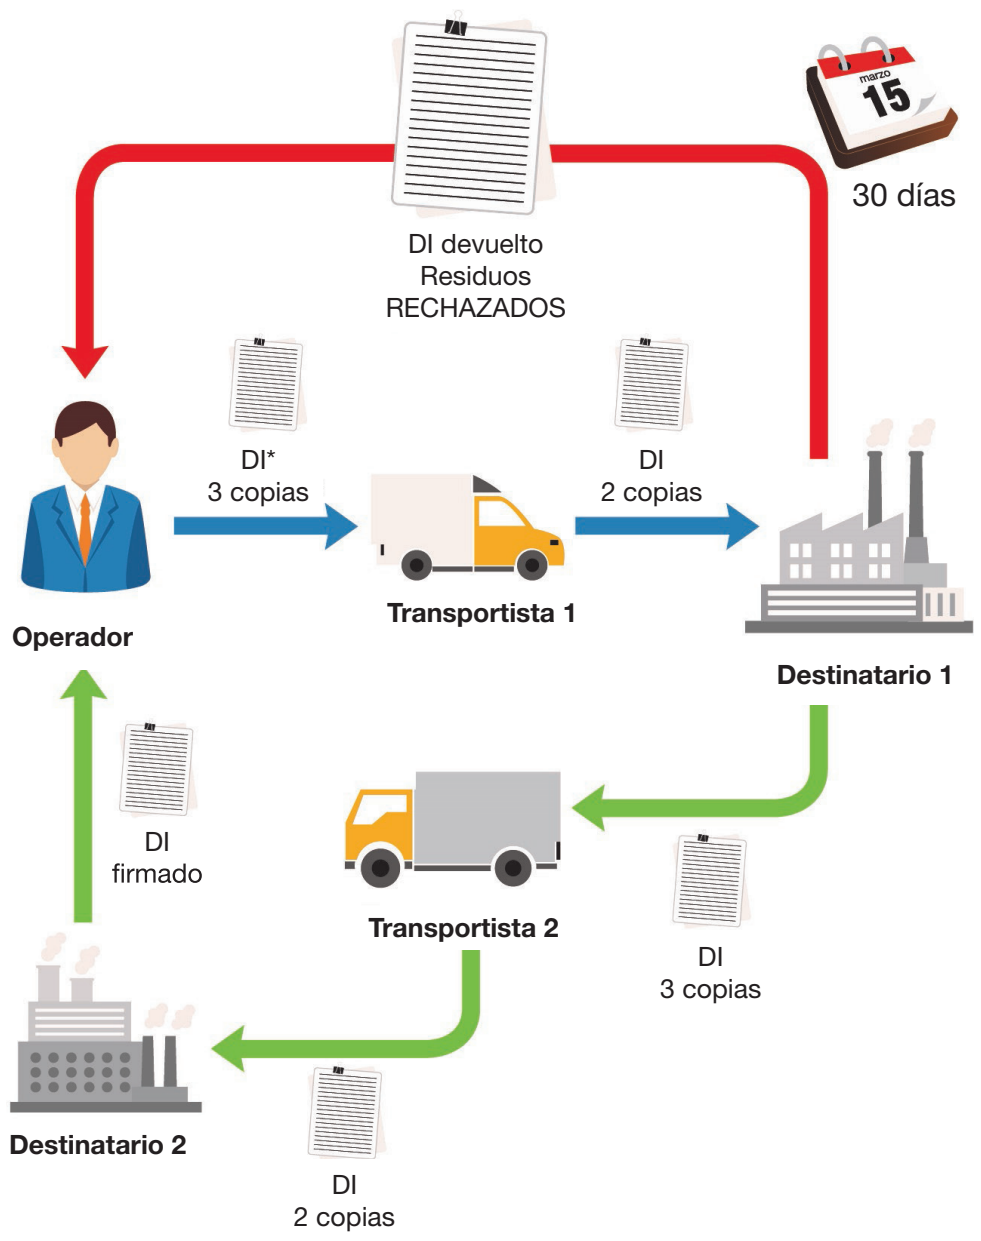 marzo
15
30 días
DI devuelto
Residuos
RECHAZADOS
DI*
3 copias
DI
2 copias
Transportista 1
Operador
Destinatario 1
DI
firmado
Transportista 2
DI
3 copias
Destinatario 2
DI
2 copias